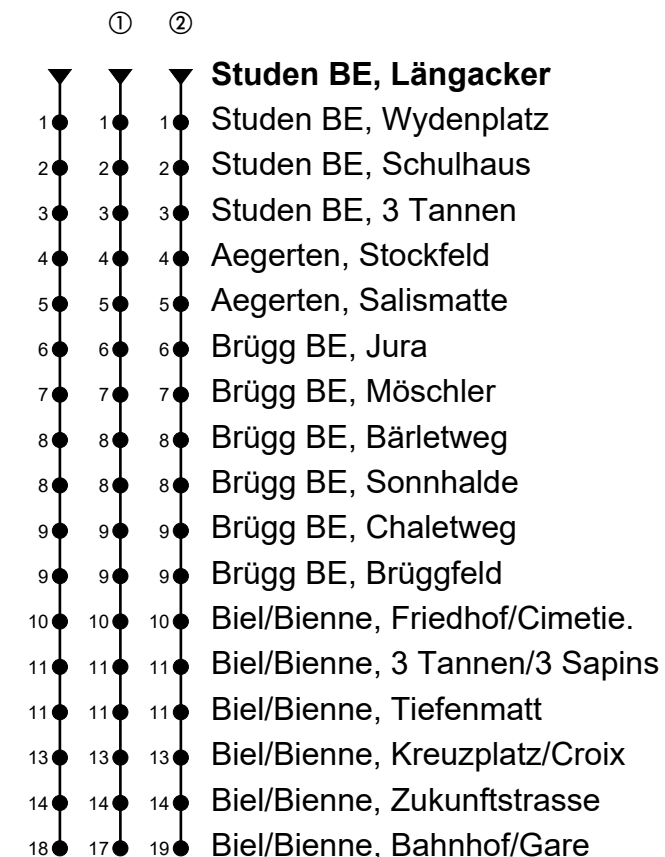 ① ②
Studen BE, Längacker
1 1 1 Studen BE, Wydenplatz
2 2 2 Studen BE, Schulhaus
3 3 3 Studen BE, 3 Tannen
4 4 4 Aegerten, Stockfeld
5 5 5 Aegerten, Salismatte
6 6 6 Brügg BE, Jura
7 7 7 Brügg BE, Möschler
8 8 8 Brügg BE, Bärletweg
8 8 8 Brügg BE, Sonnhalde
9 9 9 Brügg BE, Chaletweg
9 9 9 Brügg BE, Brüggfeld
10 10 10 Biel/Bienne, Friedhof/Cimetie.
11 11 11 Biel/Bienne, 3 Tannen/3 Sapins
11 11 11 Biel/Bienne, Tiefenmatt
13 13 13 Biel/Bienne, Kreuzplatz/Croix
14 14 14 Biel/Bienne, Zukunftstrasse
18 17 19 Biel/Bienne, Bahnhof/Gare